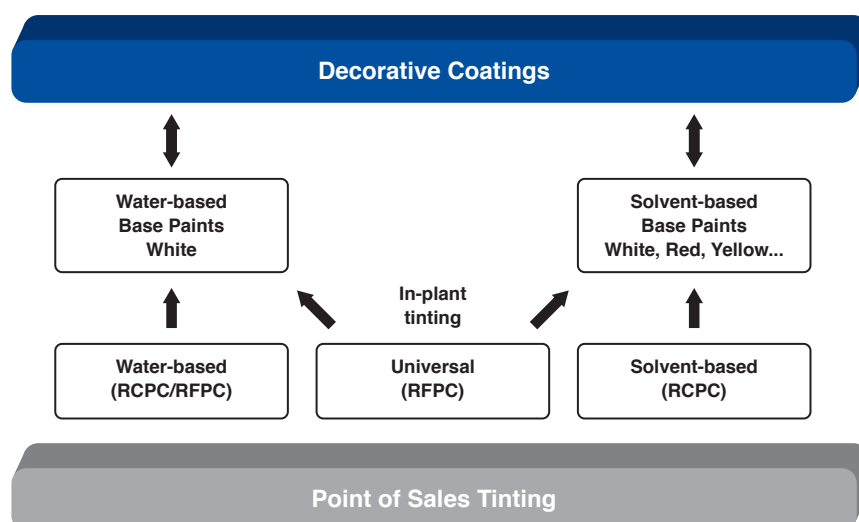 Decorative Coatings
Water-based
Base Paints
White
Solvent-based
Base Paints
White, Red, Yellow...
In-plant
tinting
Water-based
(RCPC/RFPC)
Universal
(RFPC)
Solvent-based
(RCPC)
Point of Sales Tinting